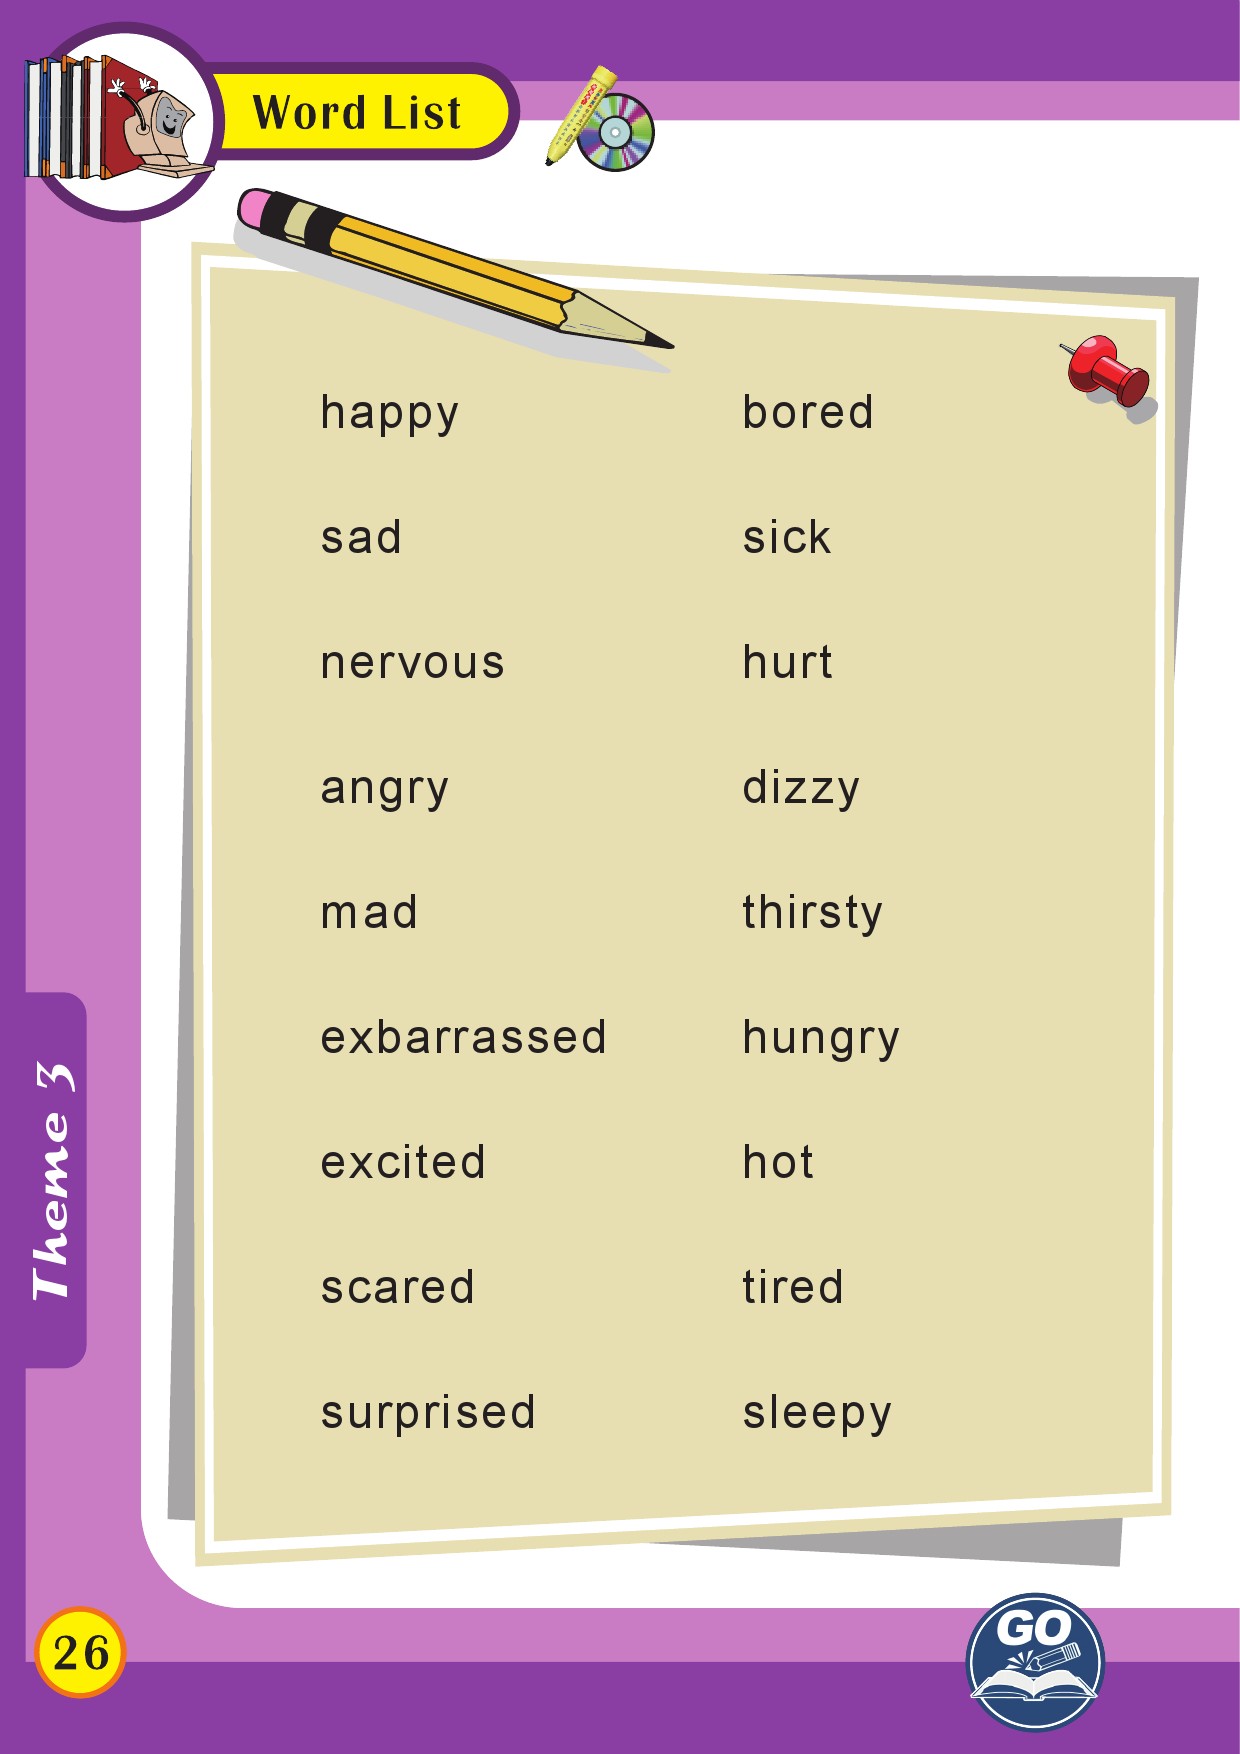 Word List
happy
bored
sad
sick
nervous
hurt
angry
dizzy
mad
thirsty
exbarrassed
hungry
excited
hot
scared
tired
surprised
sleepy
Theme 3
26
GO